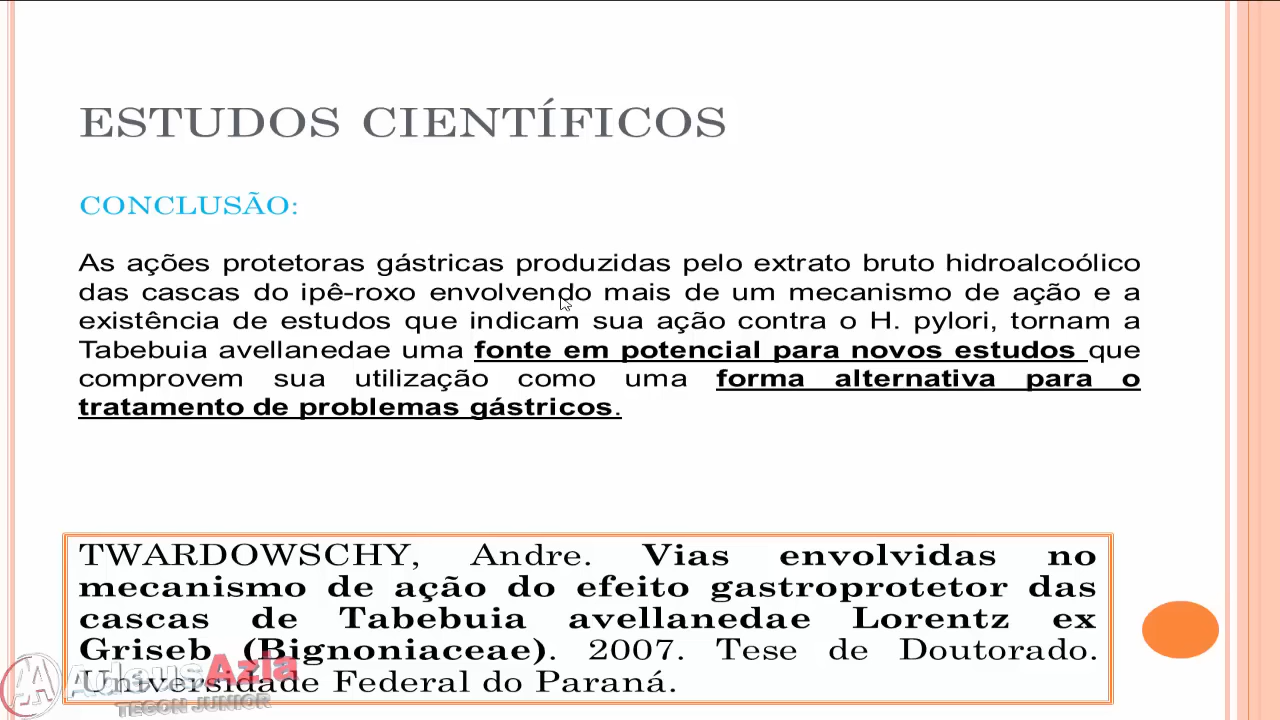 ESTUDOS CIENTÍFICOS
CONCLUSÃO:
As ações protetoras gástricas produzidas pelo extrato bruto hidroalcoólico
das cascas do ipê-roxo envolvendo mais de um mecanismo de ação e a
existência de estudos que indicam sua ação contra o H. pylori, tornam a
Tabebuia avellanedae uma fonte em potencial para novos estudos que
comprovem sua utilização como uma forma alternativa para o
tratamento de problemas gástricos.
TWARDOWSCHY, Andre. Vias envolvidas no
mecanismo de ação do efeito gastroprotetor das
cascas de Tabebuia avellanedae Lorentz ex
Griseb (Bignoniaceae). 2007. Tese de Doutorado.
Universidade Federal do Paraná.
AdeusAzia
TECON JUNIOR